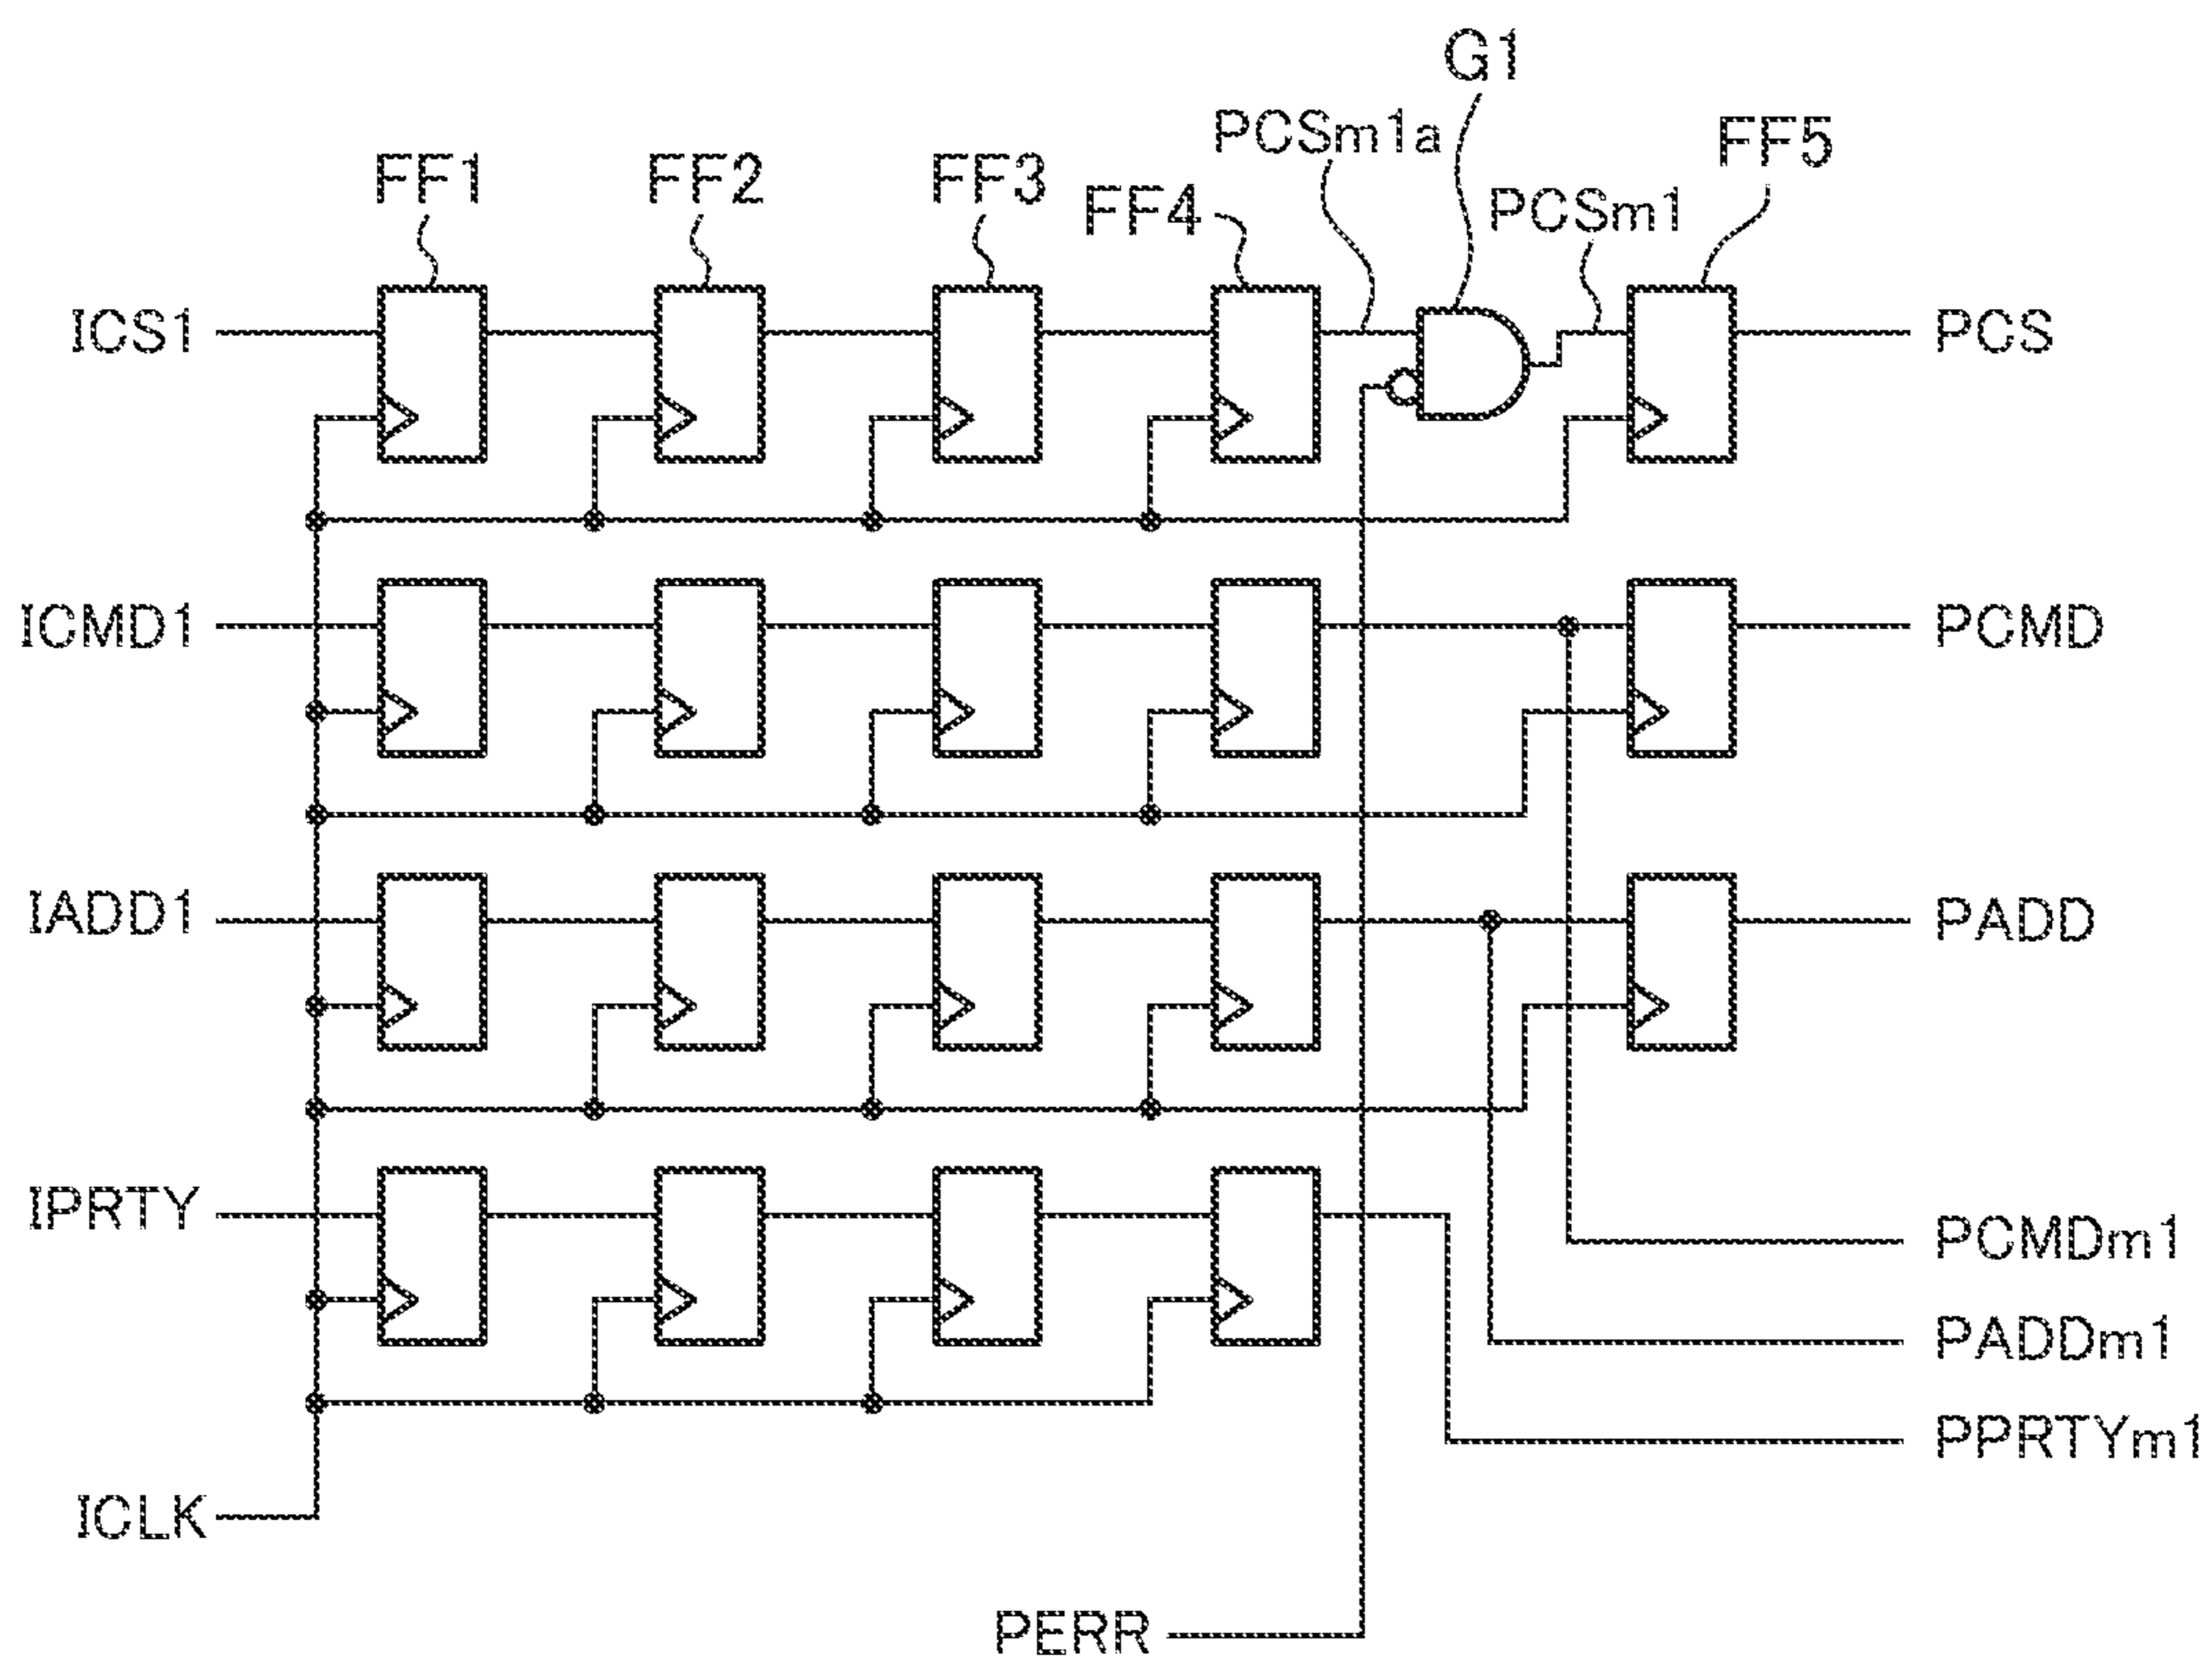 G1
PCSm1a
FF5
FF1
FF2
FF3
FF4
PCSm1
ICS1
PCS
ICMD1
PCMD
IADD1
PADD
IPRTY
PCMDm1
PADDm1
PPRTYm1
ICLK
PERR